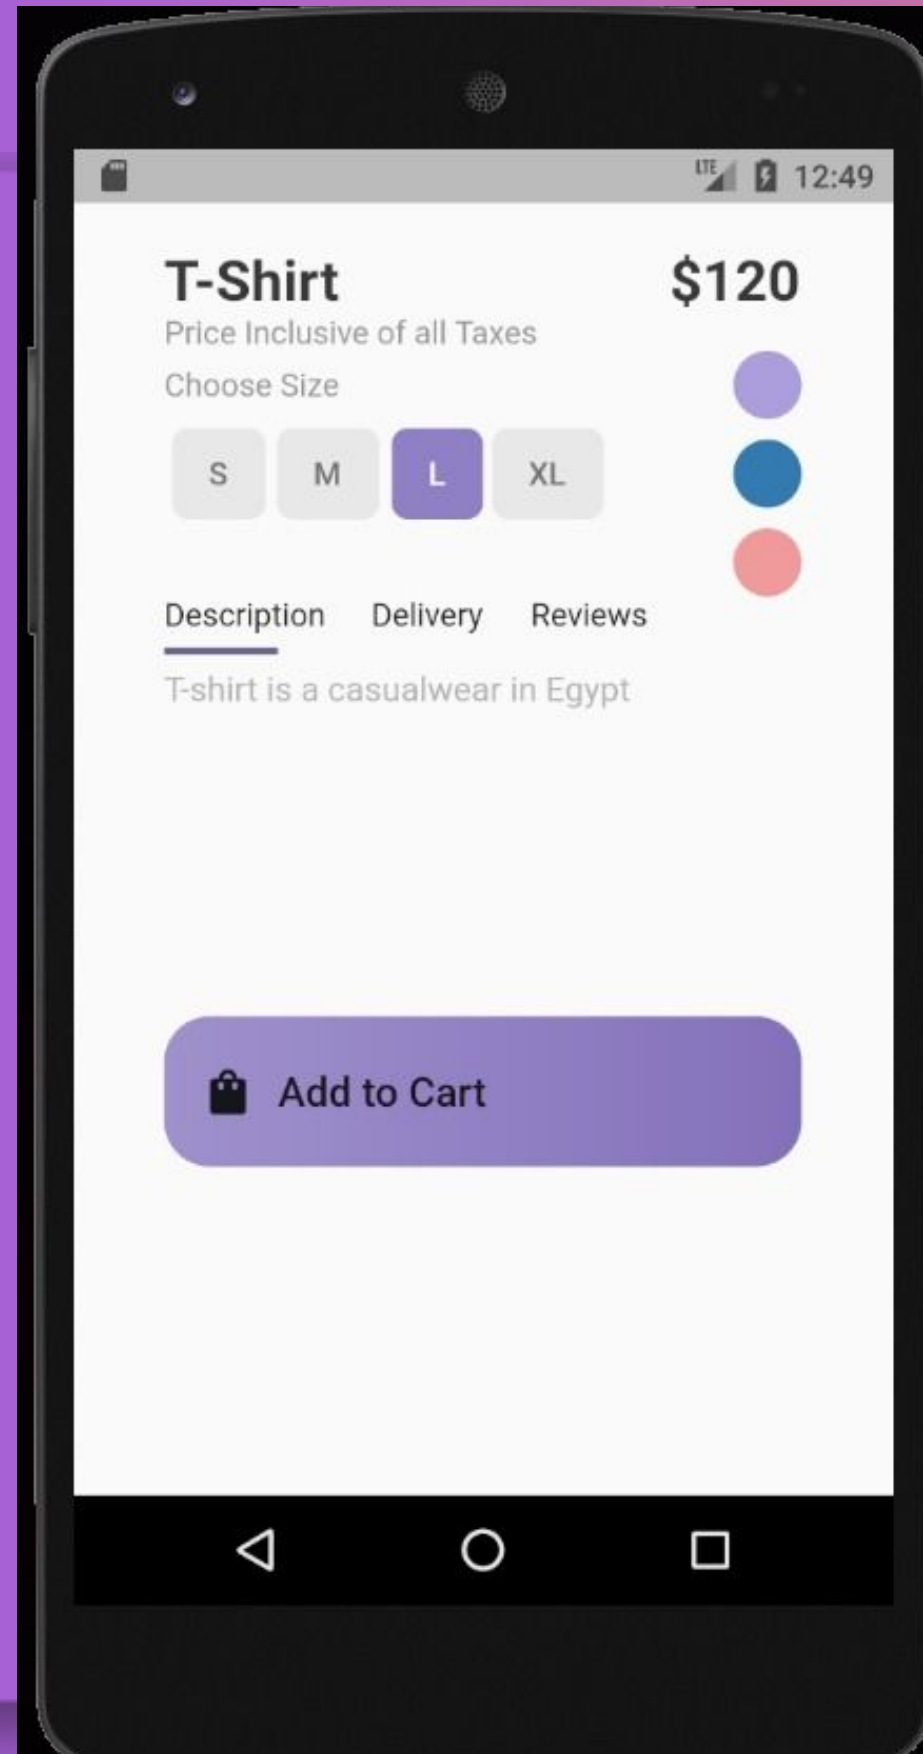 LTE 12:49
T-Shirt $120
Price Inclusive of all Taxes
Choose Size
S M L XL
Description Delivery Reviews
T-shirt is a casualwear in Egypt
Add to Cart